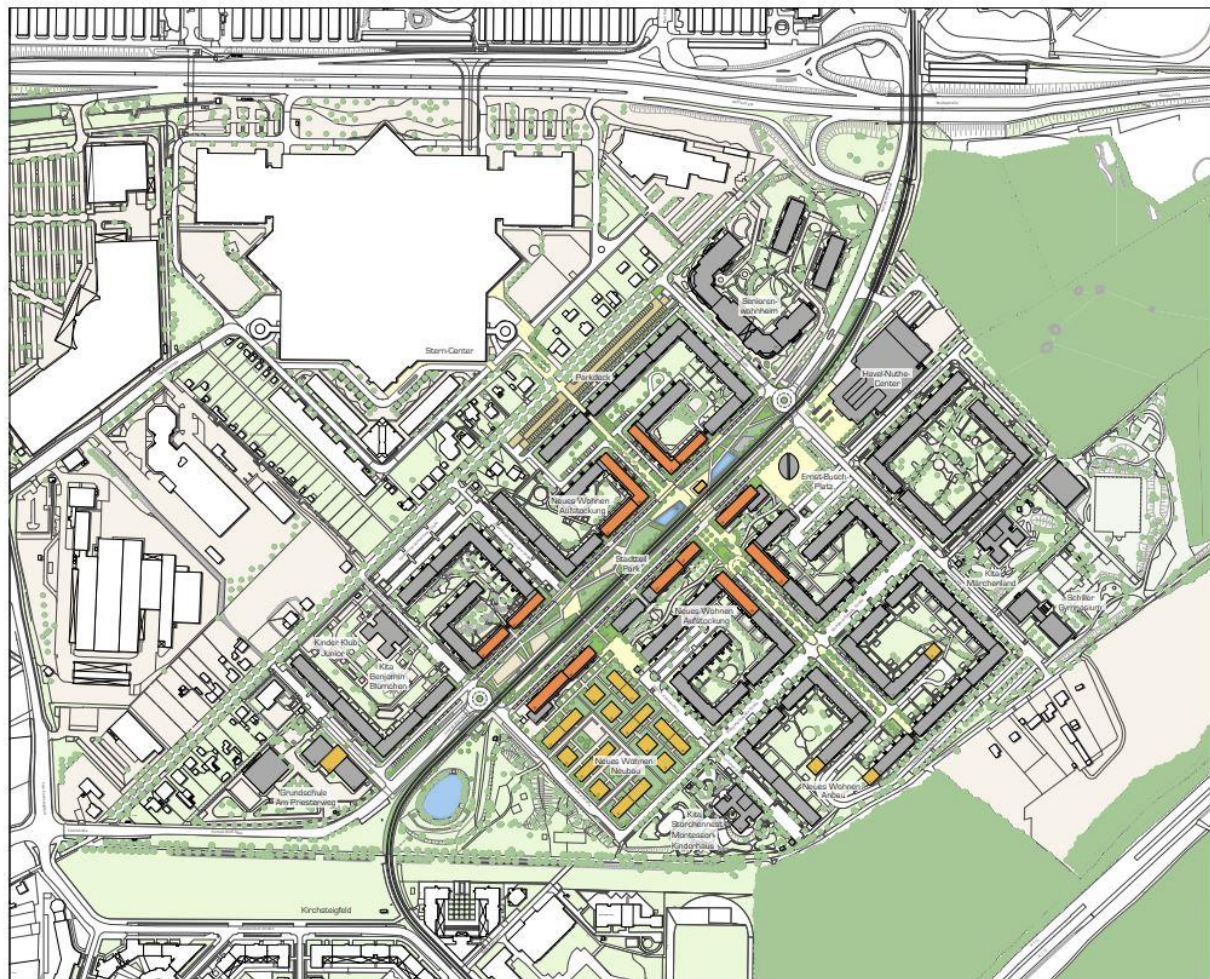 Stern-Center
Senioren-
wohnheim
Parkdeck
Havel-Nuthe-
Center
Ernst-Busch-
Platz
Neues Wohnen
Aufstockung
Stadtteil
Park
Kita
Märchenland
Schiller
Gymnasium
Neues Wohnen
Aufstockung
Kinder-Klub
Junior
Kita
Benjamin
Blümchen
Neues Wohnen
Neubau
Neues Wohnen
Anbau
Grundschule
Am Priesterweg
Kita
Storchennest
Montessori
Kinderhaus
Kirchsteigfeld